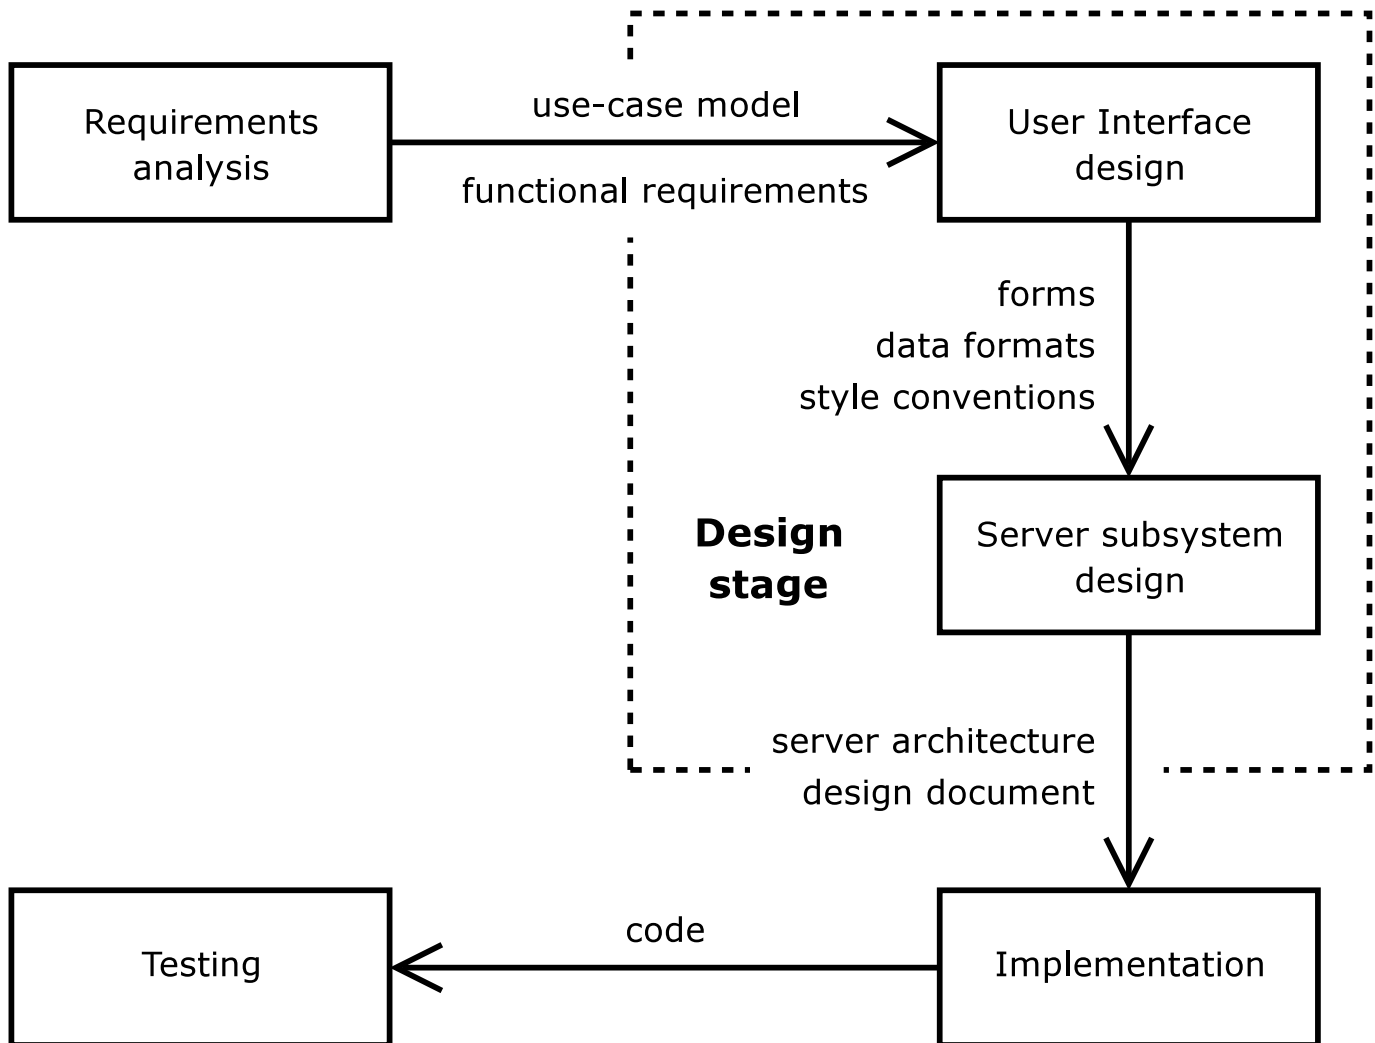 Requirements
analysis
use-case model
functional requirements
User Interface
design
forms
data formats
style conventions
Design
stage
Server subsystem
design
server architecture
design document
Testing
code
Implementation